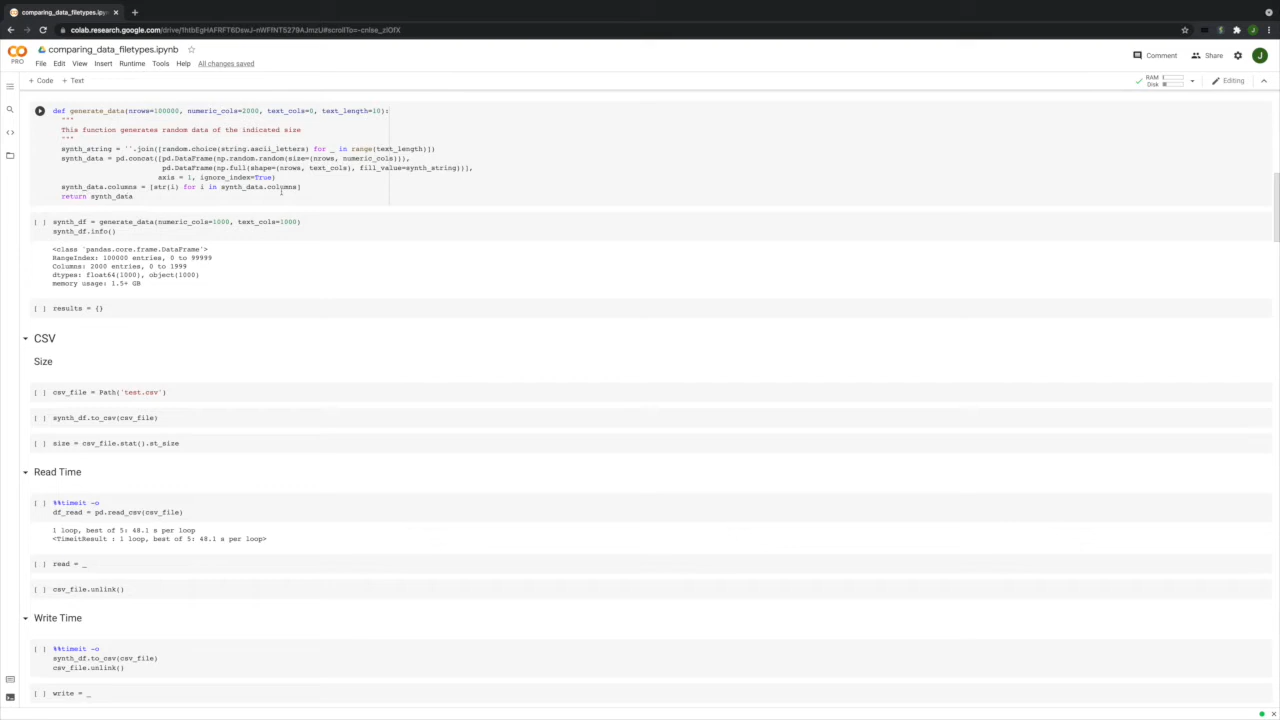 comparing_data_filetypes.ipyn
colab.research.google.com/drive/1htbEgHAFRFT6DswJ-nWFfNT5279AJmzU#scrollTo=-cnlse_zlOfX
J
PRO
comparing_data_filetypes.ipynb
File Edit View Insert Runtime Tools Help All changes saved
Comment
Share
J
+ Code + Text
RAM
Disk
Editing
def generate_data(nrows=100000, numeric_cols=2000, text_cols=0, text_length=10):
"""
This function generates random data of the indicated size
"""
synth_string = ''.join([random.choice(string.ascii_letters) for _ in range(text_length)])
synth_data = pd.concat([pd.DataFrame(np.random.random(size=(nrows, numeric_cols))),
pd.DataFrame(np.full(shape=(nrows, text_cols), fill_value=synth_string))],
axis = 1, ignore_index=True)
synth_data.columns = [str(i) for i in synth_data.columns]
return synth_data
[ ] synth_df = generate_data(numeric_cols=1000, text_cols=1000)
synth_df.info()
<class 'pandas.core.frame.DataFrame'>
RangeIndex: 100000 entries, 0 to 99999
Columns: 2000 entries, 0 to 1999
dtypes: float64(1000), object(1000)
memory usage: 1.5+ GB
[ ] results = {}
CSV
Size
[ ] csv_file = Path('test.csv')
[ ] synth_df.to_csv(csv_file)
[ ] size = csv_file.stat().st_size
Read Time
[ ] %%timeit -o
df_read = pd.read_csv(csv_file)
1 loop, best of 5: 48.1 s per loop
<TimeitResult : 1 loop, best of 5: 48.1 s per loop>
[ ] read = _
[ ] csv_file.unlink()
Write Time
[ ] %%timeit -o
synth_df.to_csv(csv_file)
csv_file.unlink()
[ ] write = _